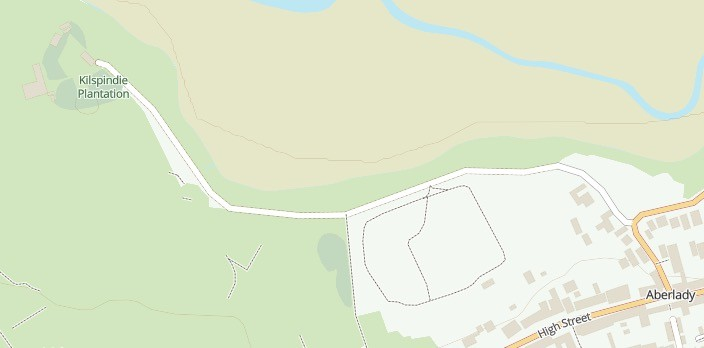 Kilspindie
Plantation
Aberlady
High Street